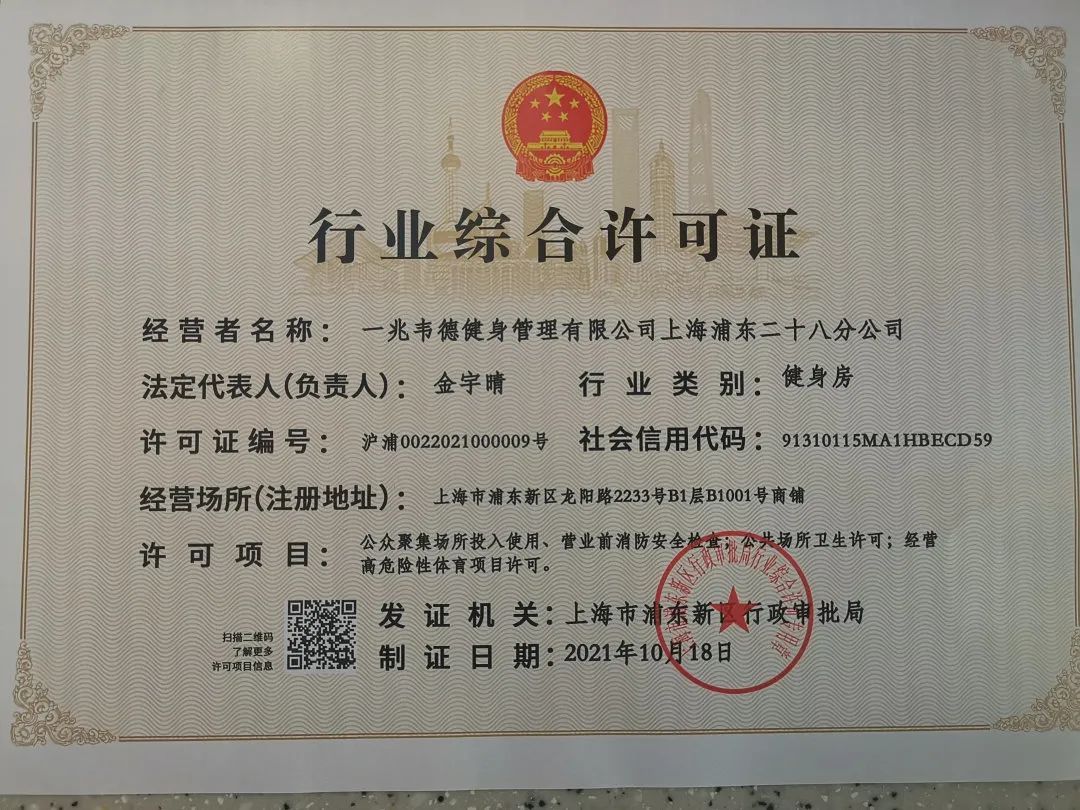 行业综合许可证
经营者名称：一兆韦德健身管理有限公司上海浦东二十八分公司
法定代表人(负责人)：金宇晴 行业类别：健身房
许可证编号：沪浦0022021000009号 社会信用代码：91310115MA1HBECD59
经营场所(注册地址)：上海市浦东新区龙阳路2233号B1层B1001号商铺
许可项目：公众聚集场所投入使用、营业前消防安全检查；公共场所卫生许可；经营
高危险性体育项目许可。
扫描二维码
了解更多
许可项目信息
发证机关：上海市浦东新区行政审批局
制证日期：2021年10月18日